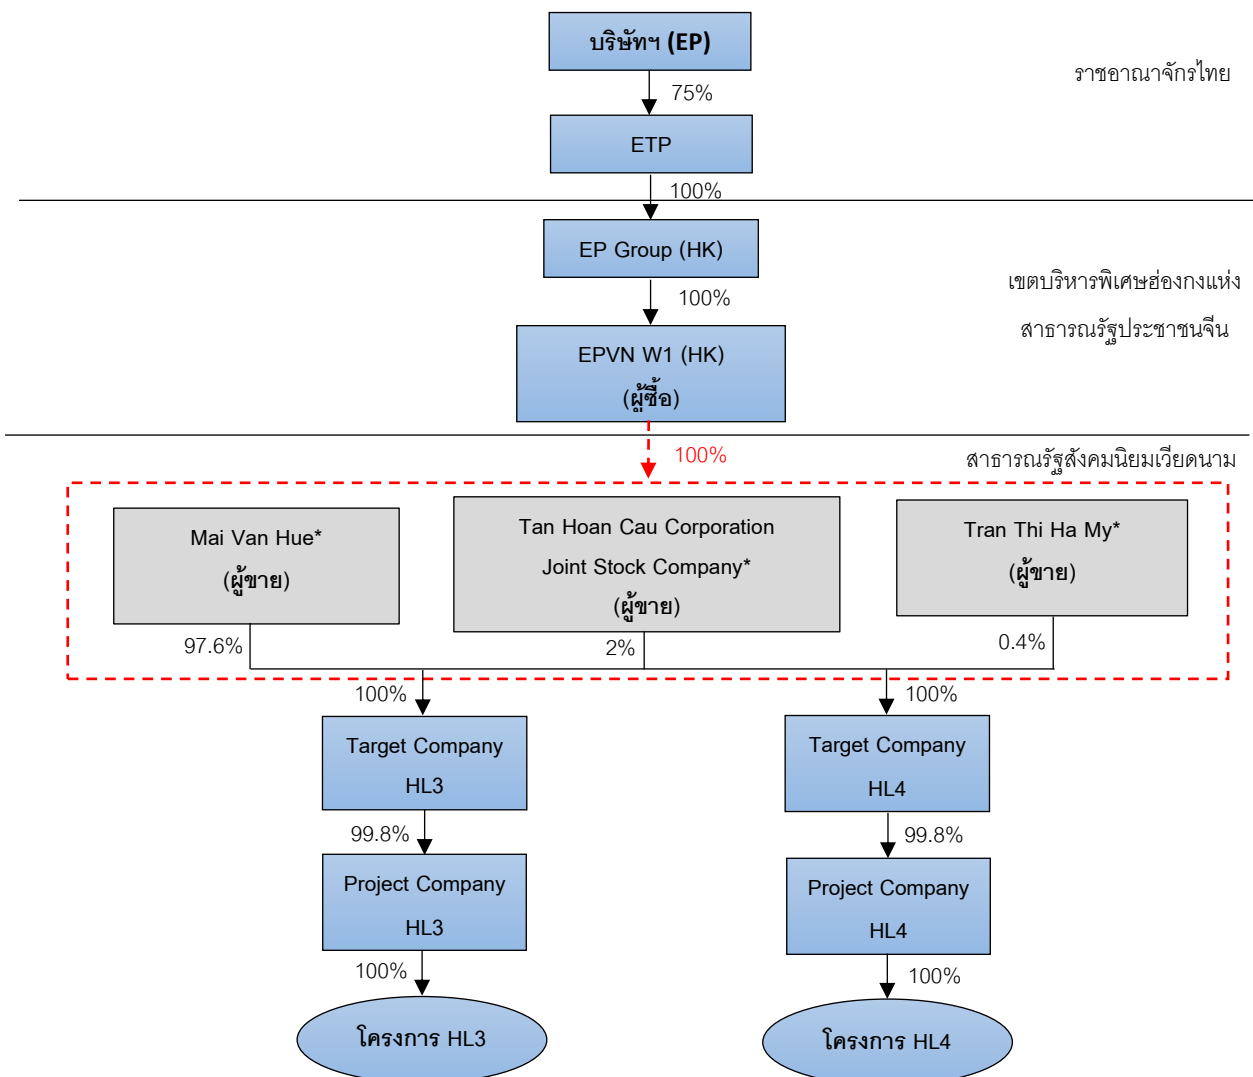 บริษัทฯ (EP)
ราชอาณาจักรไทย
75%
ETP
100%
EP Group (HK)
เขตบริหารพิเศษฮ่องกงแห่ง
สาธารณรัฐประชาชนจีน
100%
EPVN W1 (HK)
(ผู้ซื้อ)
100%
สาธารณรัฐสังคมนิยมเวียดนาม
Mai Van Hue*
(ผู้ขาย)
Tan Hoan Cau Corporation
Joint Stock Company*
(ผู้ขาย)
Tran Thi Ha My*
(ผู้ขาย)
97.6%
2%
0.4%
100%
100%
Target Company
HL3
Target Company
HL4
99.8%
99.8%
Project Company
HL3
Project Company
HL4
100%
100%
โครงการ HL3
โครงการ HL4